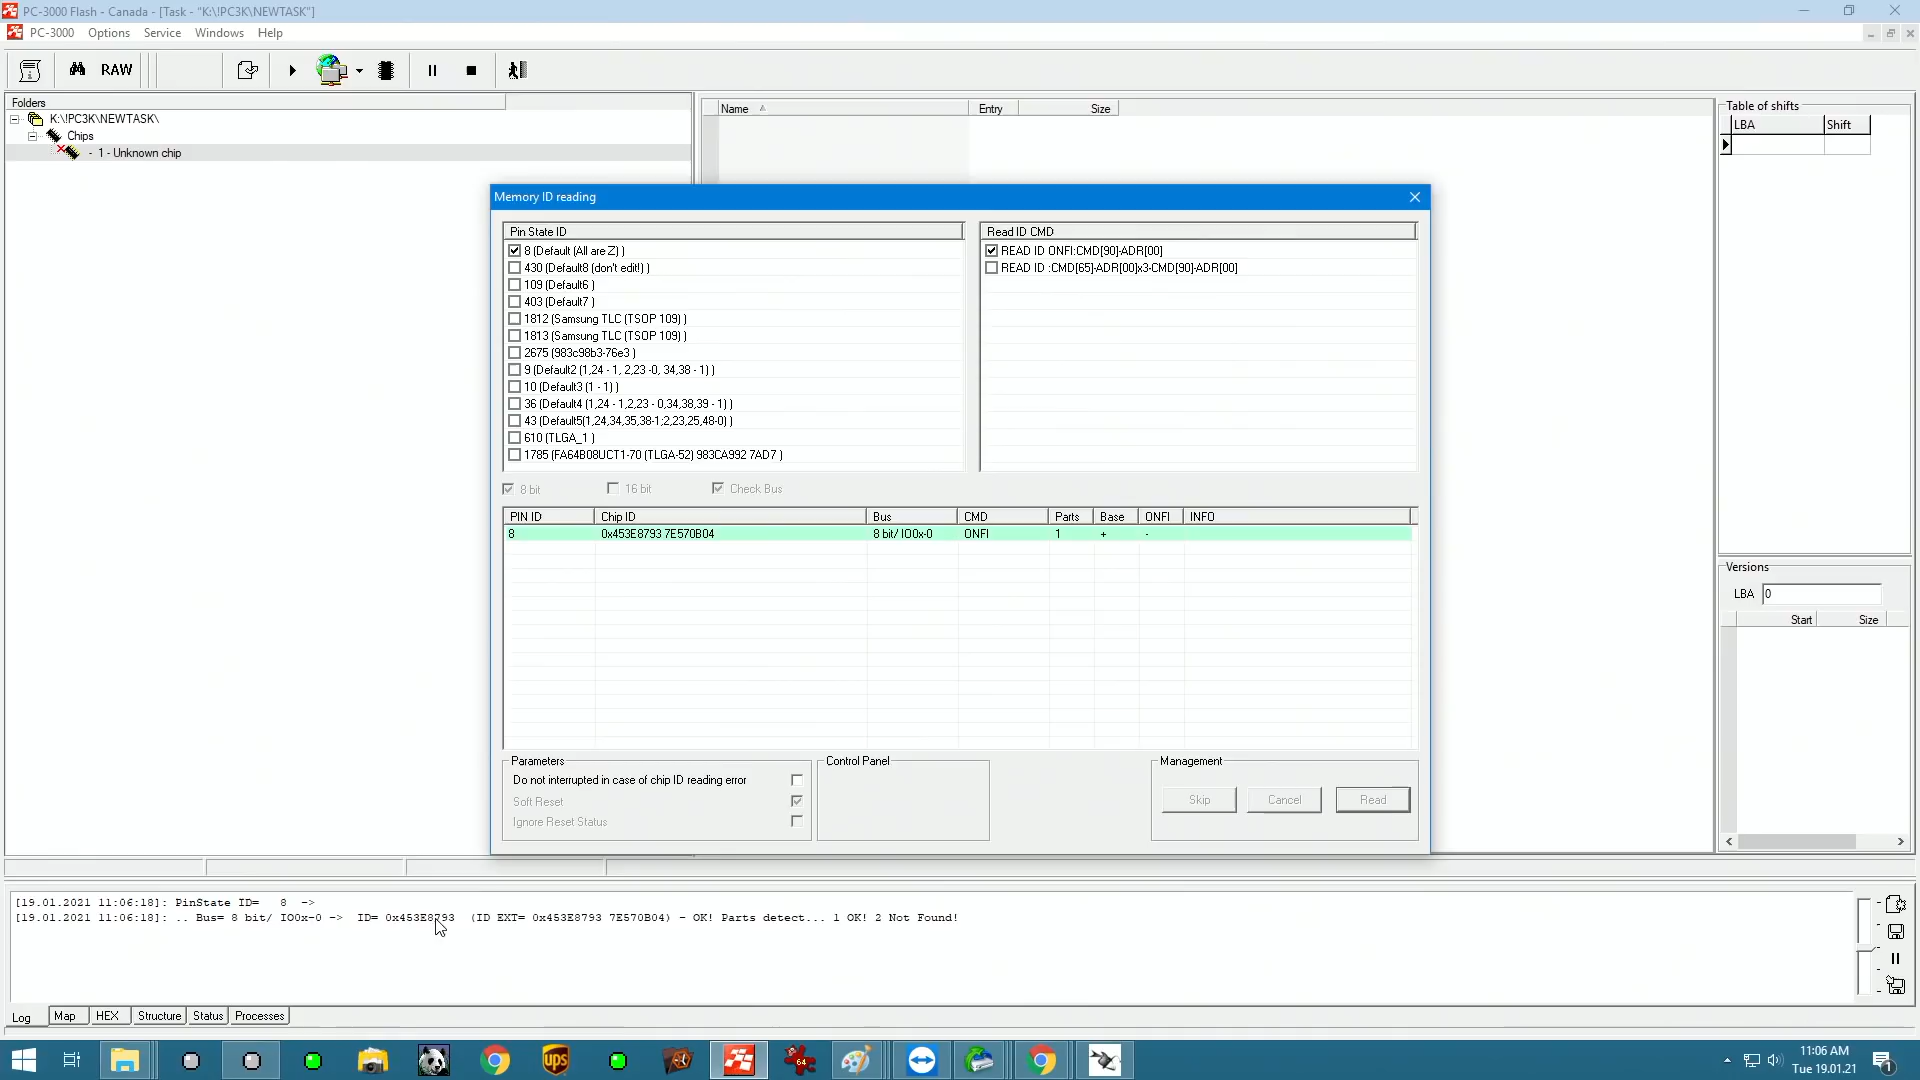 PC-3000 Flash - Canada - [Task - "K:\!PC3K\NEWTASK"]
PC-3000 Options Service Windows Help
RAW
Folders
K:\!PC3K\NEWTASK\
Chips
- 1 - Unknown chip
Name Entry Size
Table of shifts
LBA Shift
Memory ID reading
Pin State ID
8 (Default (All are Z) )
430 (Default8 (don't edit!) )
109 (Default6 )
403 (Default7 )
1812 (Samsung TLC (TSOP 109) )
1813 (Samsung TLC (TSOP 109) )
2675 (983c98b3-76e3 )
9 (Default2 (1,24 - 1, 2,23 -0, 34,38 - 1) )
10 (Default3 (1 - 1) )
36 (Default4 (1,24 - 1,2,23 - 0,34,38,39 - 1) )
43 (Default5(1,24,34,35,38-1;2,23,25,48-0) )
610 (TLGA_1 )
1785 (FA64B08UCT1-70 (TLGA-52) 983CA992 7AD7 )
Read ID CMD
READ ID ONFI:CMD[90]-ADR[00]
READ ID :CMD[65]-ADR[00]x3-CMD[90]-ADR[00]
8 bit 16 bit Check Bus
PIN ID Chip ID Bus CMD Parts Base ONFI INFO
8 0x453E8793 7E570B04 8 bit/ IO0x-0 ONFI 1 + -
Parameters
Do not interrupted in case of chip ID reading error
Soft Reset
Ignore Reset Status
Control Panel
Management
Skip Cancel Read
Versions
LBA 0
Start Size
[19.01.2021 11:06:18]: PinState ID= 8 ->
[19.01.2021 11:06:18]: .. Bus= 8 bit/ IO0x-0 -> ID= 0x453E8793 (ID EXT= 0x453E8793 7E570B04) - OK! Parts detect... 1 OK! 2 Not Found!
Log Map HEX Structure Status Processes
ups
64
11:06 AM
Tue 19.01.21
1